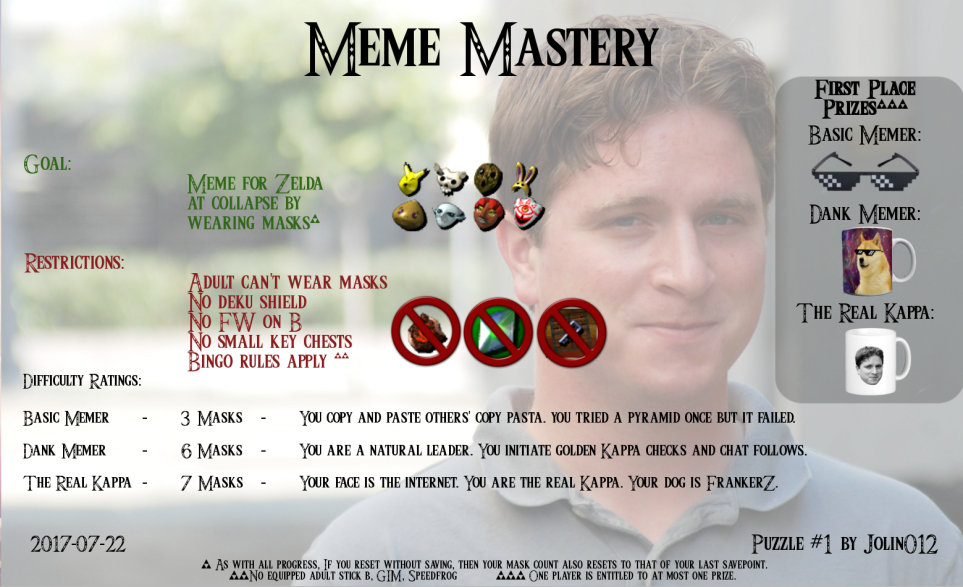 Meme Mastery
First Place
Prizes△△△
Basic Memer:
Dank Memer:
The Real Kappa:
Goal:
Meme for Zelda
at collapse by
wearing masks△
Restrictions:
Adult can't wear masks
No deku shield
No FW on B
No small key chests
Bingo rules apply △△
Difficulty Ratings:
Basic Memer - 3 Masks - You copy and paste others' copy pasta. you tried a pyramid once but it failed.
Dank Memer - 6 Masks - You are a natural leader. You initiate golden Kappa checks and chat follows.
The Real Kappa - 7 Masks - Your face is the internet. You are the real Kappa. Your dog is FrankerZ.
2017-07-22
Puzzle #1 by Jolin012
△ As with all progress, If you reset without saving, then your mask count also resets to that of your last savepoint.
△△No equipped adult stick B, GIM, Speedfrog △△△ One player is entitled to at most one prize.